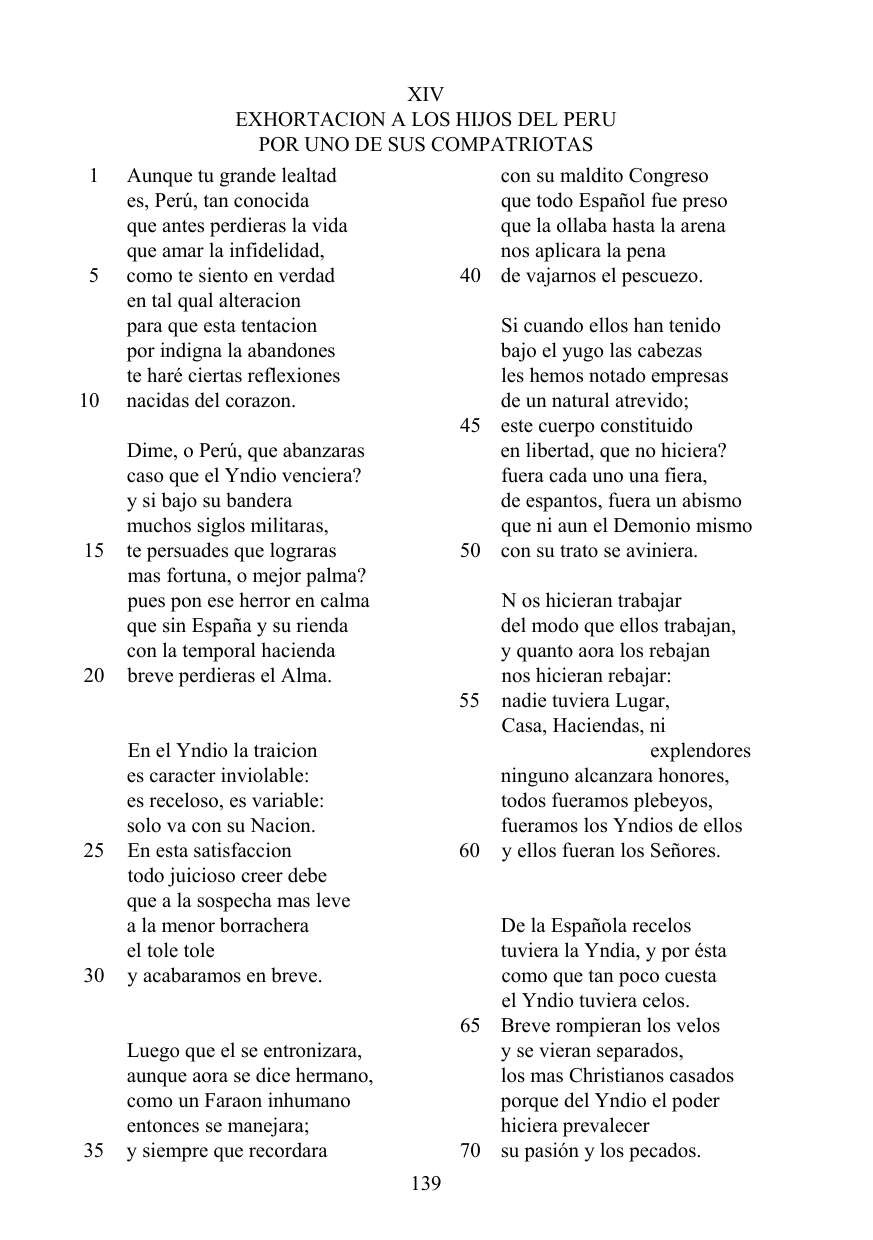 XIV
EXHORTACION A LOS HIJOS DEL PERU
POR UNO DE SUS COMPATRIOTAS
1 Aunque tu grande lealtad
es, Perú, tan conocida
que antes perdieras la vida
que amar la infidelidad,
5 como te siento en verdad
en tal qual alteracion
para que esta tentacion
por indigna la abandones
te haré ciertas reflexiones
10 nacidas del corazon.
Dime, o Perú, que abanzaras
caso que el Yndio venciera?
y si bajo su bandera
muchos siglos militaras,
15 te persuades que lograras
mas fortuna, o mejor palma?
pues pon ese herror en calma
que sin España y su rienda
con la temporal hacienda
20 breve perdieras el Alma.
En el Yndio la traicion
es caracter inviolable:
es receloso, es variable:
solo va con su Nacion.
25 En esta satisfaccion
todo juicioso creer debe
que a la sospecha mas leve
a la menor borrachera
el tole tole
30 y acabaramos en breve.
Luego que el se entronizara,
aunque aora se dice hermano,
como un Faraon inhumano
entonces se manejara;
35 y siempre que recordara
con su maldito Congreso
que todo Español fue preso
que la ollaba hasta la arena
nos aplicara la pena
40 de vajarnos el pescuezo.
Si cuando ellos han tenido
bajo el yugo las cabezas
les hemos notado empresas
de un natural atrevido;
45 este cuerpo constituido
en libertad, que no hiciera?
fuera cada uno una fiera,
de espantos, fuera un abismo
que ni aun el Demonio mismo
50 con su trato se aviniera.
N os hicieran trabajar
del modo que ellos trabajan,
y quanto aora los rebajan
nos hicieran rebajar:
55 nadie tuviera Lugar,
Casa, Haciendas, ni
explendores
ninguno alcanzara honores,
todos fueramos plebeyos,
fueramos los Yndios de ellos
60 y ellos fueran los Señores.
De la Española recelos
tuviera la Yndia, y por ésta
como que tan poco cuesta
el Yndio tuviera celos.
65 Breve rompieran los velos
y se vieran separados,
los mas Christianos casados
porque del Yndio el poder
hiciera prevalecer
70 su pasión y los pecados.
139